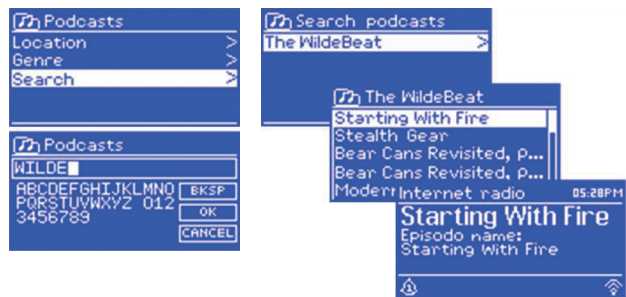 Podcasts
Location >
Genre >
Search >
Podcasts
WILDE
ABCDEFGHIJKLMNO BKSP
PQRSTUVWXYZ 012 OK
3456789
CANCEL
Search podcasts
The WildeBeat >
The WildeBeat
Starting With Fire
Stealth Gear
Bear Cans Revisited, p...
Bear Cans Revisited, p...
Moderr
Internet radio 05:28PM
Starting With Fire
Episodo name:
Starting With Fire